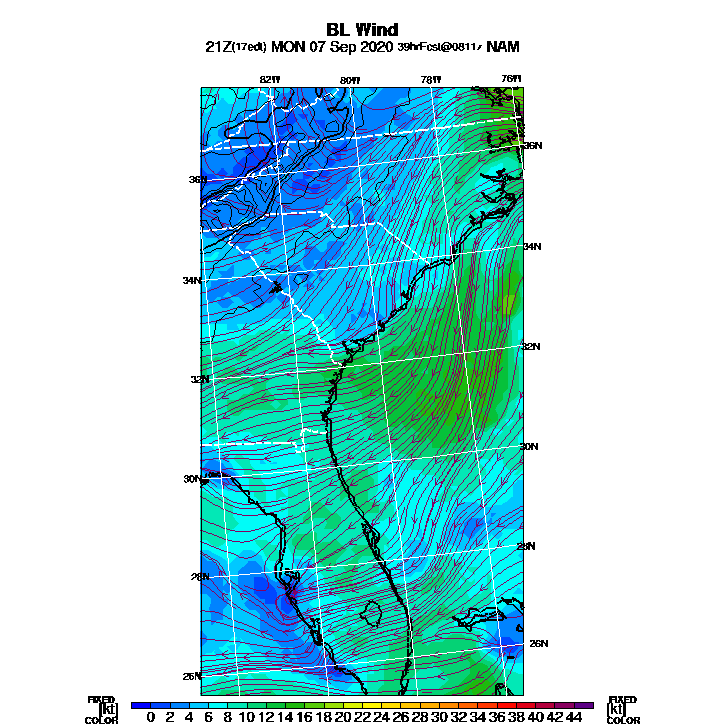 BL Wind
21Z(17edt) MON 07 Sep 2020 39hrFcst@0811z NAM
82W 80W 78W 76W
36N
36N
34N
34N
32N
32N
30N
30N
28N
28N
26N
26N
FIXED FIXED
[kt] 0 2 4 6 8 10 12 14 16 18 20 22 24 26 28 30 32 34 36 38 40 42 44 [kt]
COLOR COLOR